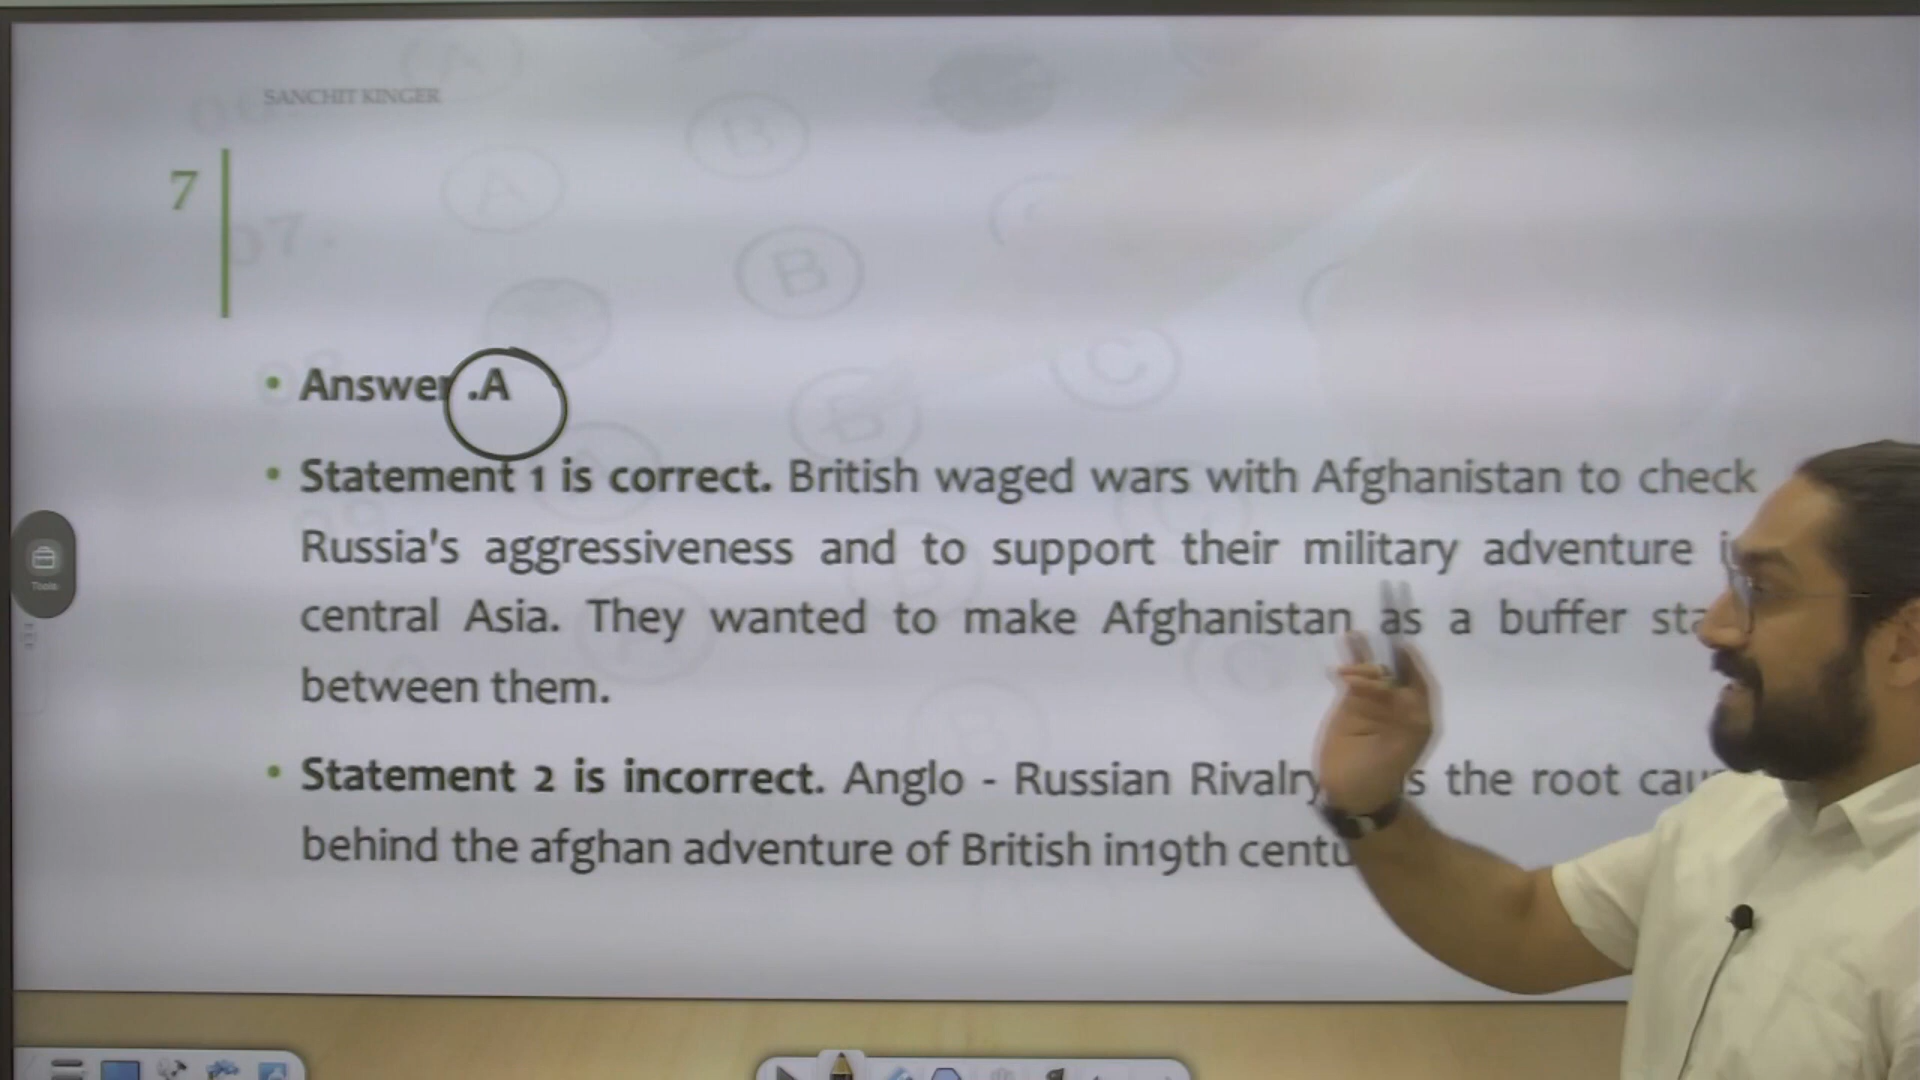 SANCHIT KINGER
7
• Answer .A
• Statement 1 is correct. British waged wars with Afghanistan to check
Russia's aggressiveness and to support their military adventure
central Asia. They wanted to make Afghanistan as a buffer
between them.
• Statement 2 is incorrect. Anglo - Russian Rivalry the root
behind the afghan adventure of British in19th
Tools